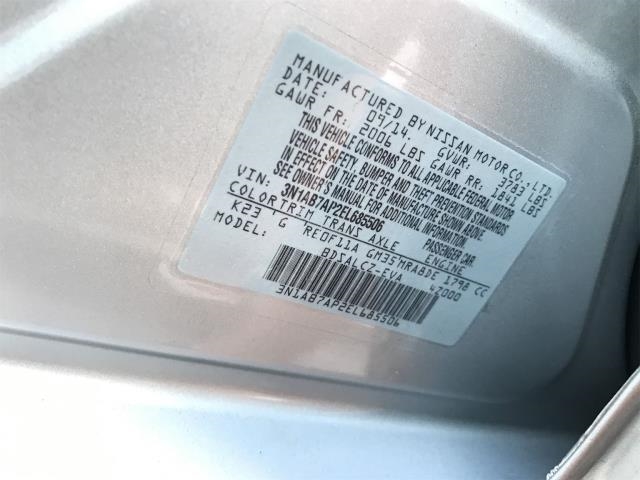 MANUFACTURED BY NISSAN MOTOR CO., LTD.
DATE: 09/14. GVWR: 3783 LBS
GAWR FR: 2006 LBS GAWR RR: 1841 LBS
THIS VEHICLE CONFORMS TO ALL APPLICABLE FEDERAL MOTOR
VEHICLE SAFETY, BUMPER AND THEFT PREVENTION STANDARDS
IN EFFECT ON THE DATE OF MANUFACTURE SHOWN ABOVE.
SEE OWNER'S MANUAL FOR ADDITIONAL INFORMATION
VIN: 3N1AB7AP2EL685506 PASSENGER CAR
COLOR TRIM TRANS AXLE ENGINE
K23 G RE0F11A GM35 MRA8DE 1798 CC
MODEL: BDSALCZ-EVA 47000
3N1AB7AP2EL685506